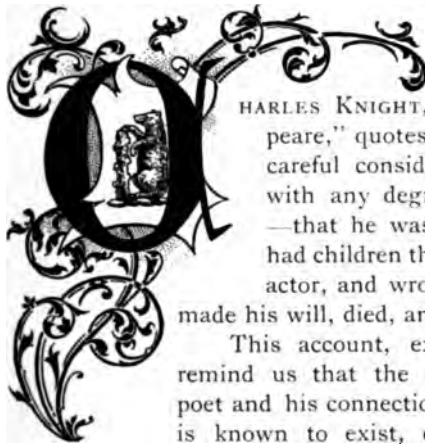 CHARLES KNIGHT,
peare," quotes
careful consid
with any degr
—that he was
had children th
actor, and wro
made his will, died, an
This account, ex
remind us that the
poet and his connectio
is known to exist,